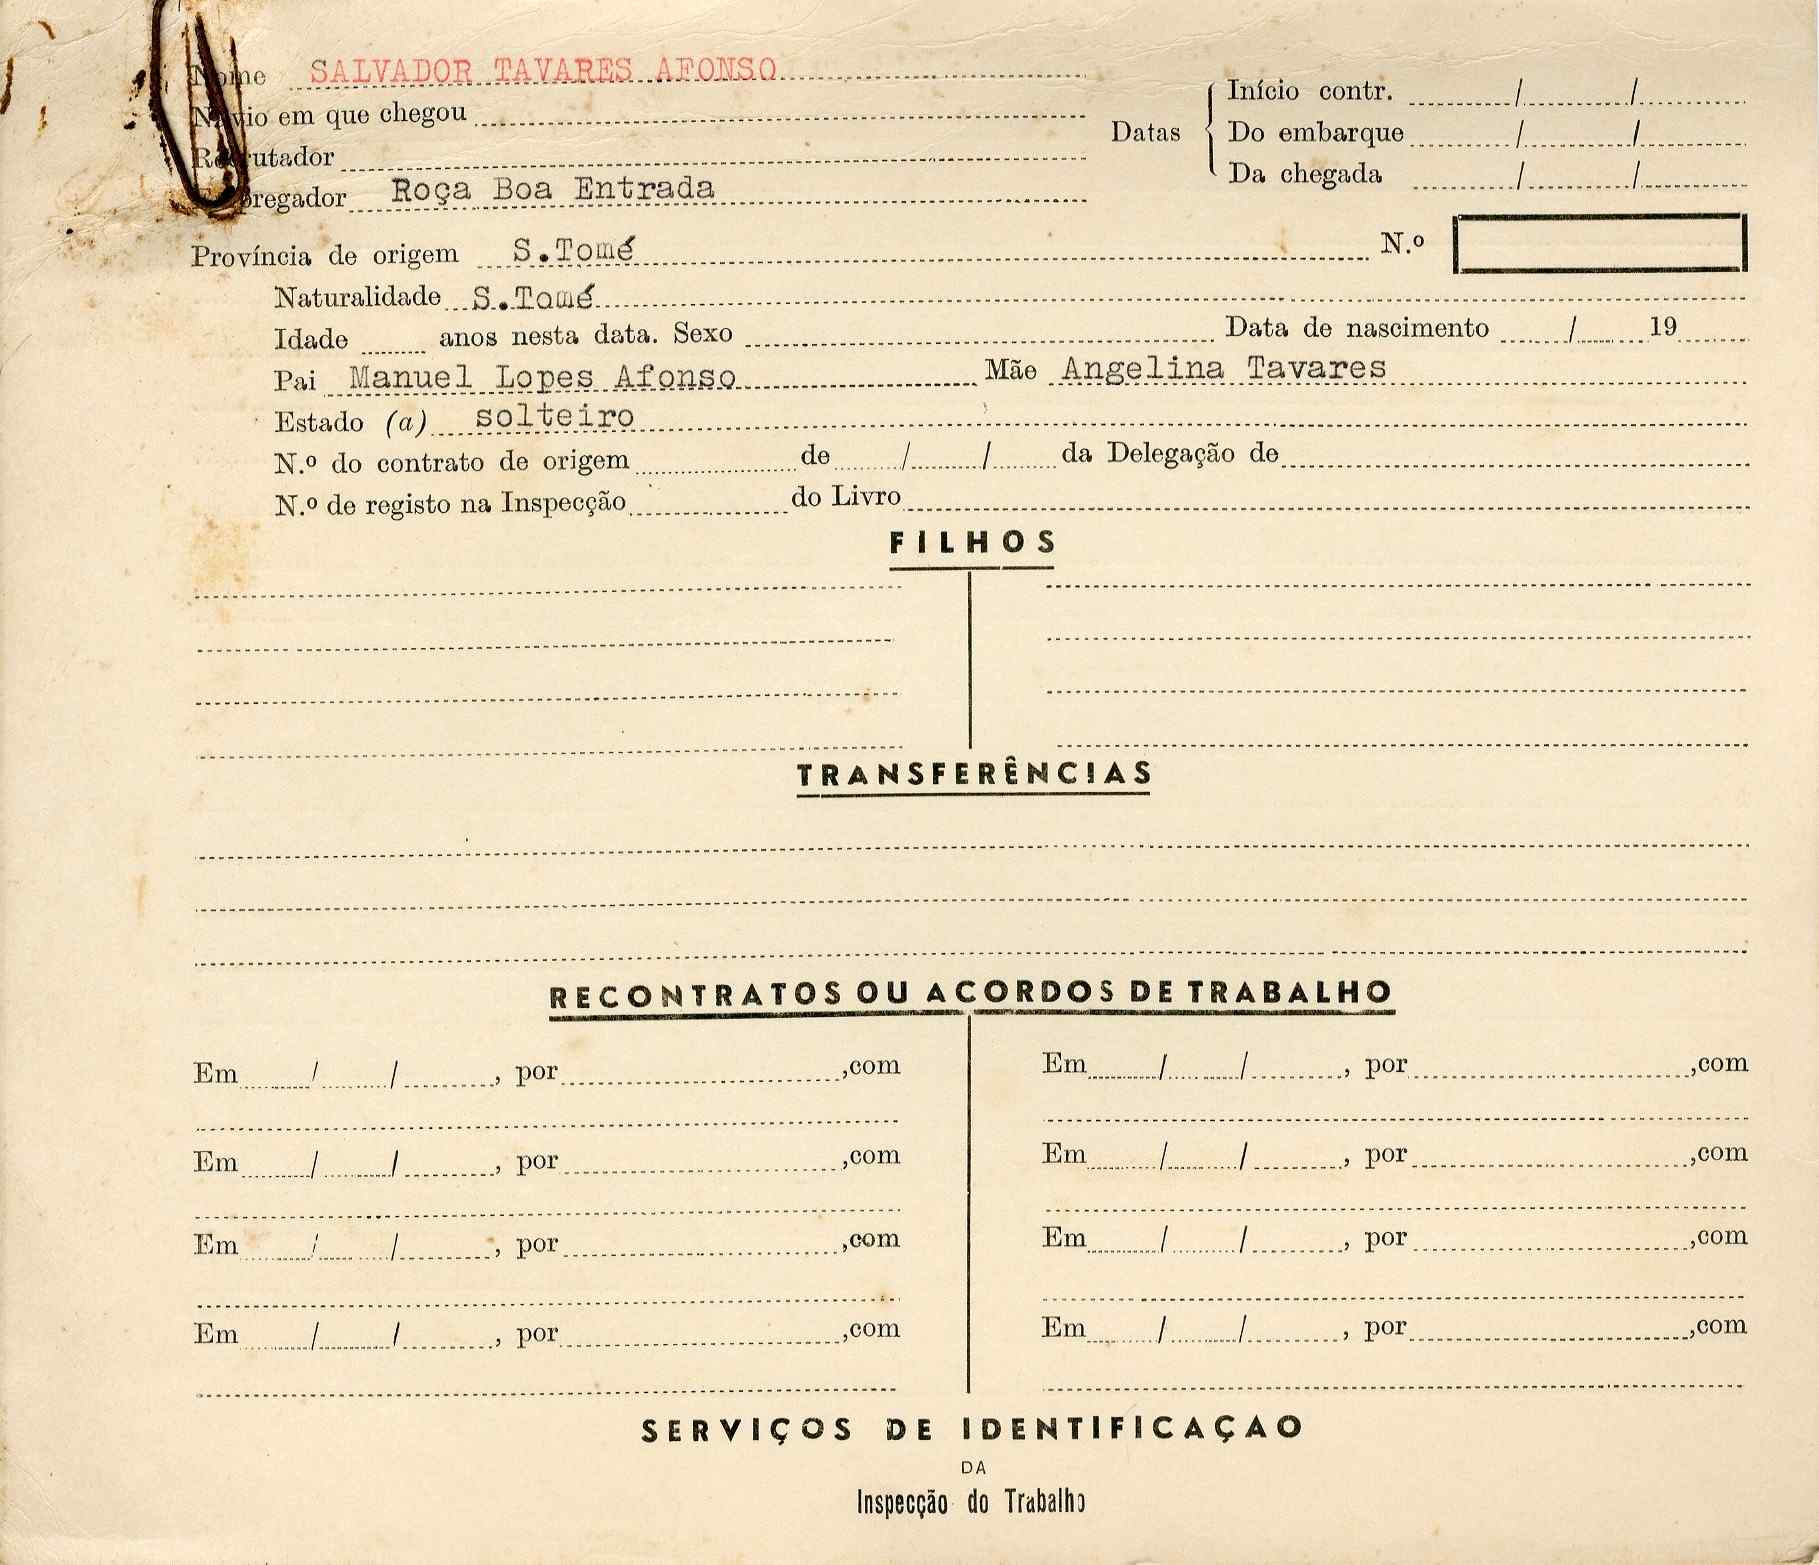 Nome SALVADOR TAVARES AFONSO
Navio em que chegou
Recrutador
Empregador Roça Boa Entrada
Datas
Início contr. / /
Do embarque / /
Da chegada / /
Província de origem S.Tomé N.º
Naturalidade S.Tomé
Idade anos nesta data. Sexo Data de nascimento / 19
Pai Manuel Lopes Afonso Mãe Angelina Tavares
Estado (a) solteiro
N.º do contrato de origem de / / da Delegação de
N.º de registo na Inspecção do Livro
FILHOS
TRANSFERÊNCIAS
RECONTRATOS OU ACORDOS DE TRABALHO
Em / / , por ,com
Em / / , por ,com
Em / / , por ,com
Em / / , por ,com
Em / / , por ,com
Em / / , por ,com
Em / / , por ,com
Em / / , por ,com
SERVIÇOS DE IDENTIFICAÇAO
DA
Inspecção do Trabalho